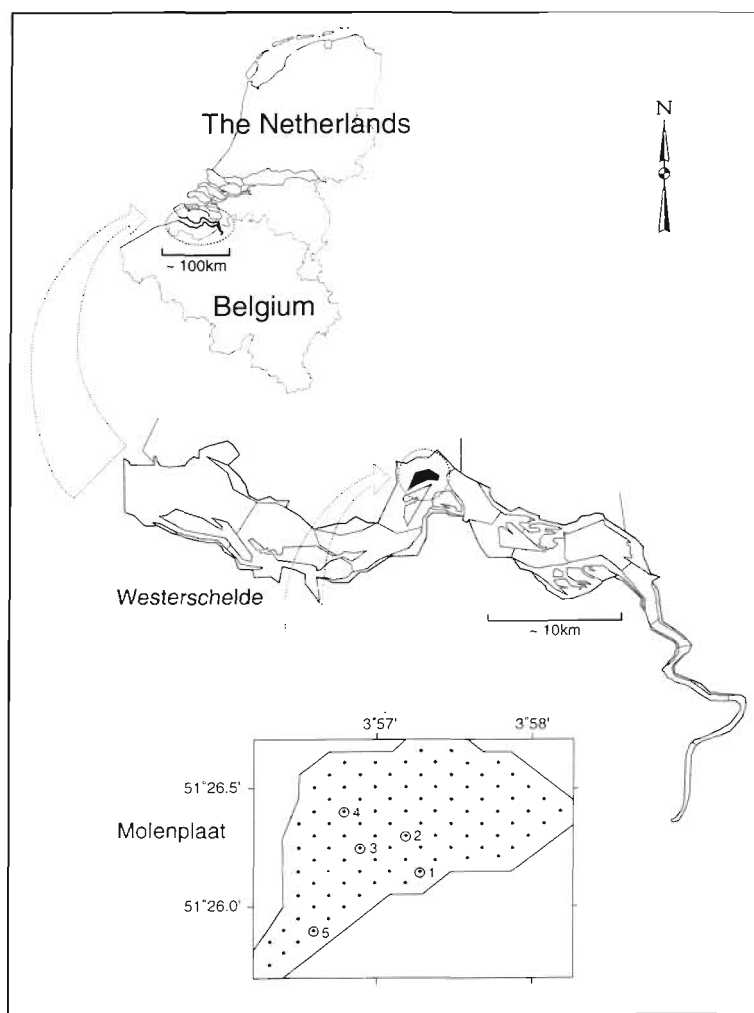 The Netherlands
N
~ 100km
Belgium
Westerschelde
~ 10km
3°57' 3°58'
51°26.5'
4
Molenplaat
2
3
1
51°26.0'
5